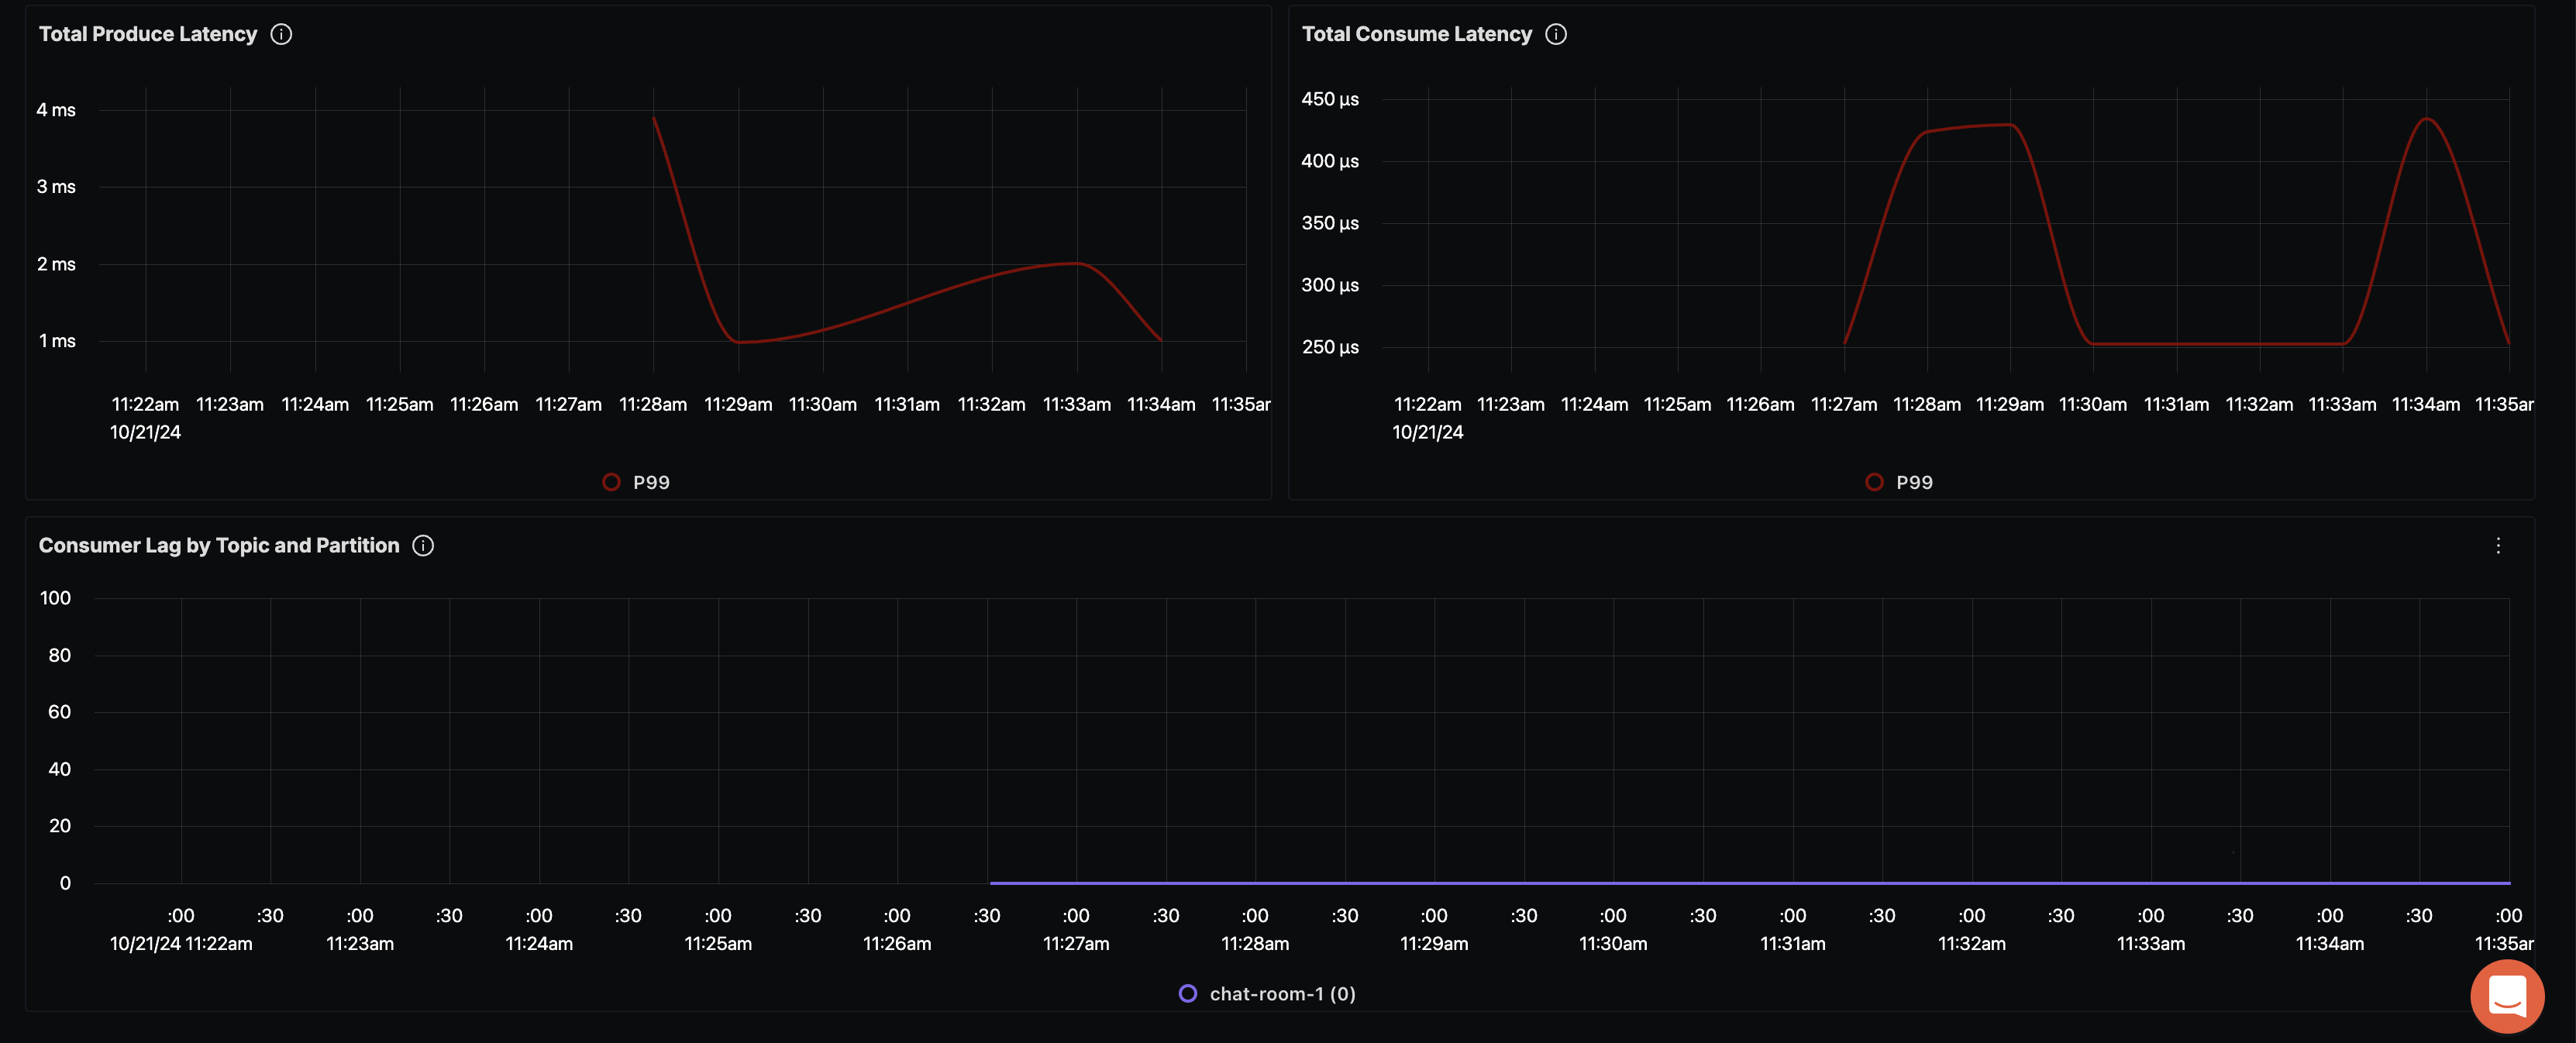 Total Produce Latency
4 ms
3 ms
2 ms
1 ms
11:22am 11:23am 11:24am 11:25am 11:26am 11:27am 11:28am 11:29am 11:30am 11:31am 11:32am 11:33am 11:34am 11:35ar
10/21/24
P99
Total Consume Latency
450 µs
400 µs
350 µs
300 µs
250 µs
11:22am 11:23am 11:24am 11:25am 11:26am 11:27am 11:28am 11:29am 11:30am 11:31am 11:32am 11:33am 11:34am 11:35ar
10/21/24
P99
Consumer Lag by Topic and Partition
100
80
60
40
20
0
:00 :30 :00 :30 :00 :30 :00 :30 :00 :30 :00 :30 :00 :30 :00 :30 :00 :30 :00 :30 :00 :30 :00 :30 :00 :30 :00
10/21/24 11:22am 11:23am 11:24am 11:25am 11:26am 11:27am 11:28am 11:29am 11:30am 11:31am 11:32am 11:33am 11:34am 11:35ar
chat-room-1 (0)